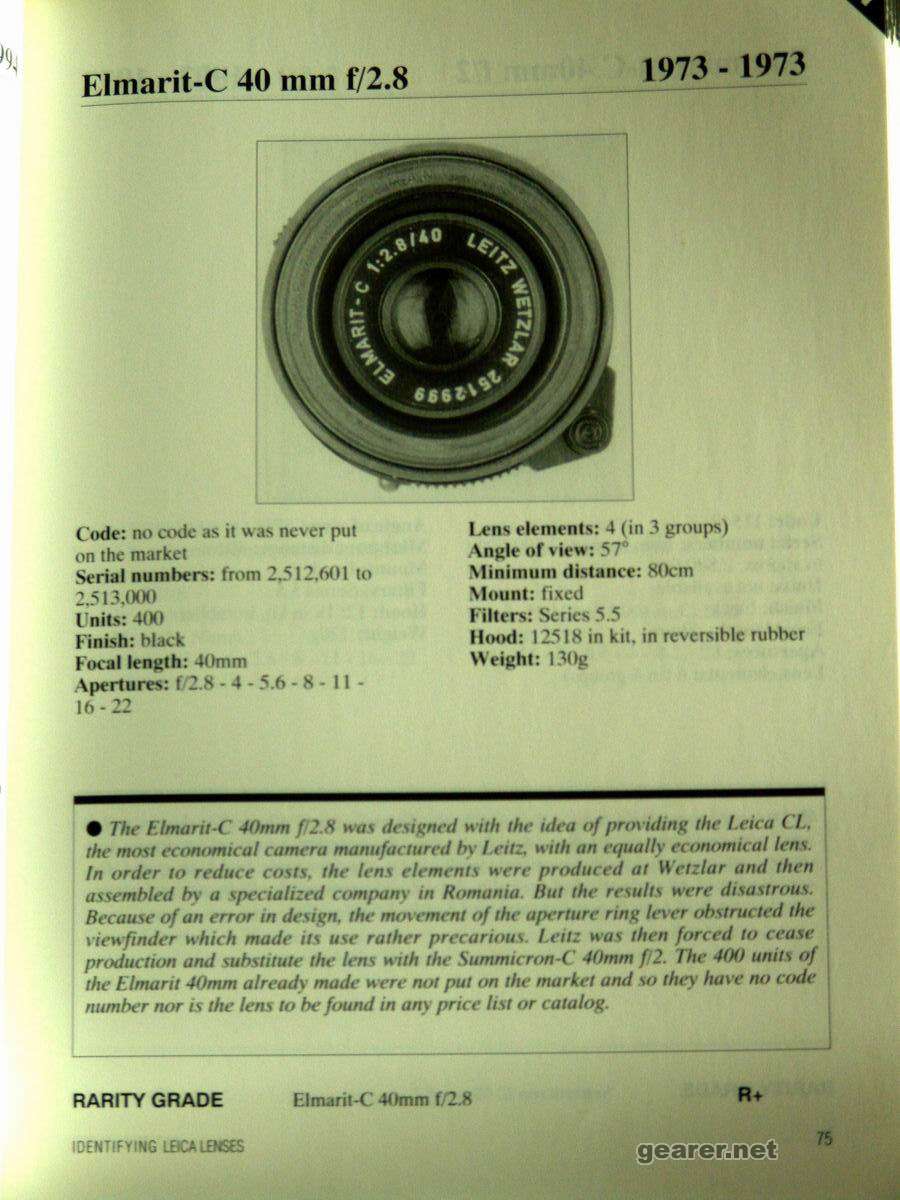 994
Elmarit-C 40 mm f/2.8
1973 - 1973
ELMARIT-C 1:2.8/40 LEITZ WETZLAR 2512999
Code: no code as it was never put
on the market
Serial numbers: from 2,512,601 to
2,513,000
Units: 400
Finish: black
Focal length: 40mm
Apertures: f/2.8 - 4 - 5.6 - 8 - 11 -
16 - 22
Lens elements: 4 (in 3 groups)
Angle of view: 57°
Minimum distance: 80cm
Mount: fixed
Filters: Series 5.5
Hood: 12518 in kit, in reversible rubber
Weight: 130g
● The Elmarit-C 40mm f/2.8 was designed with the idea of providing the Leica CL,
the most economical camera manufactured by Leitz, with an equally economical lens.
In order to reduce costs, the lens elements were produced at Wetzlar and then
assembled by a specialized company in Romania. But the results were disastrous.
Because of an error in design, the movement of the aperture ring lever obstructed the
viewfinder which made its use rather precarious. Leitz was then forced to cease
production and substitute the lens with the Summicron-C 40mm f/2. The 400 units of
the Elmarit 40mm already made were not put on the market and so they have no code
number nor is the lens to be found in any price list or catalog.
RARITY GRADE Elmarit-C 40mm f/2.8 R+
IDENTIFYING LEICA LENSES
75
gearer.net